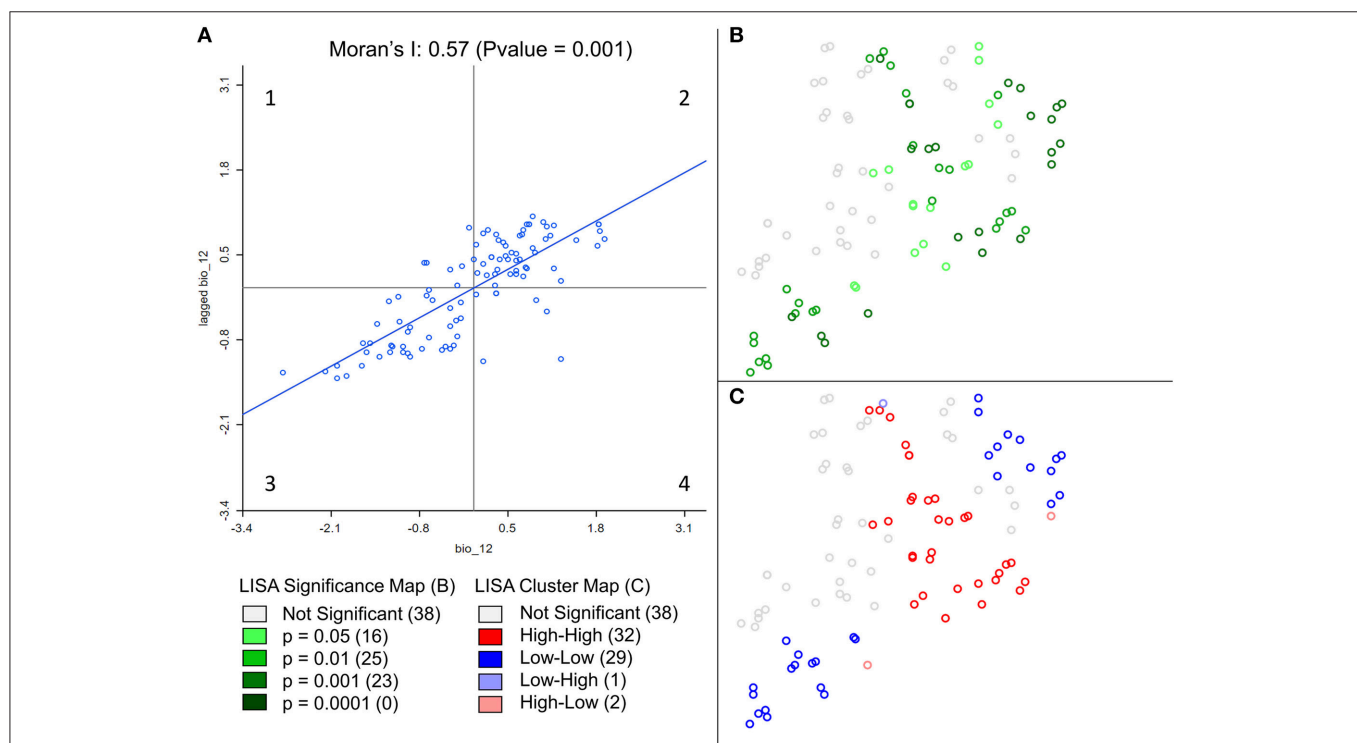 A
Moran's I: 0.57 (Pvalue = 0.001)
1
2
3
4
3.1
1.8
0.5
-0.8
-2.1
-3.4
lagged bio_12
-3.4
-2.1
-0.8
0.5
1.8
3.1
bio_12
LISA Significance Map (B)
Not Significant (38)
p = 0.05 (16)
p = 0.01 (25)
p = 0.001 (23)
p = 0.0001 (0)
LISA Cluster Map (C)
Not Significant (38)
High-High (32)
Low-Low (29)
Low-High (1)
High-Low (2)
B
C